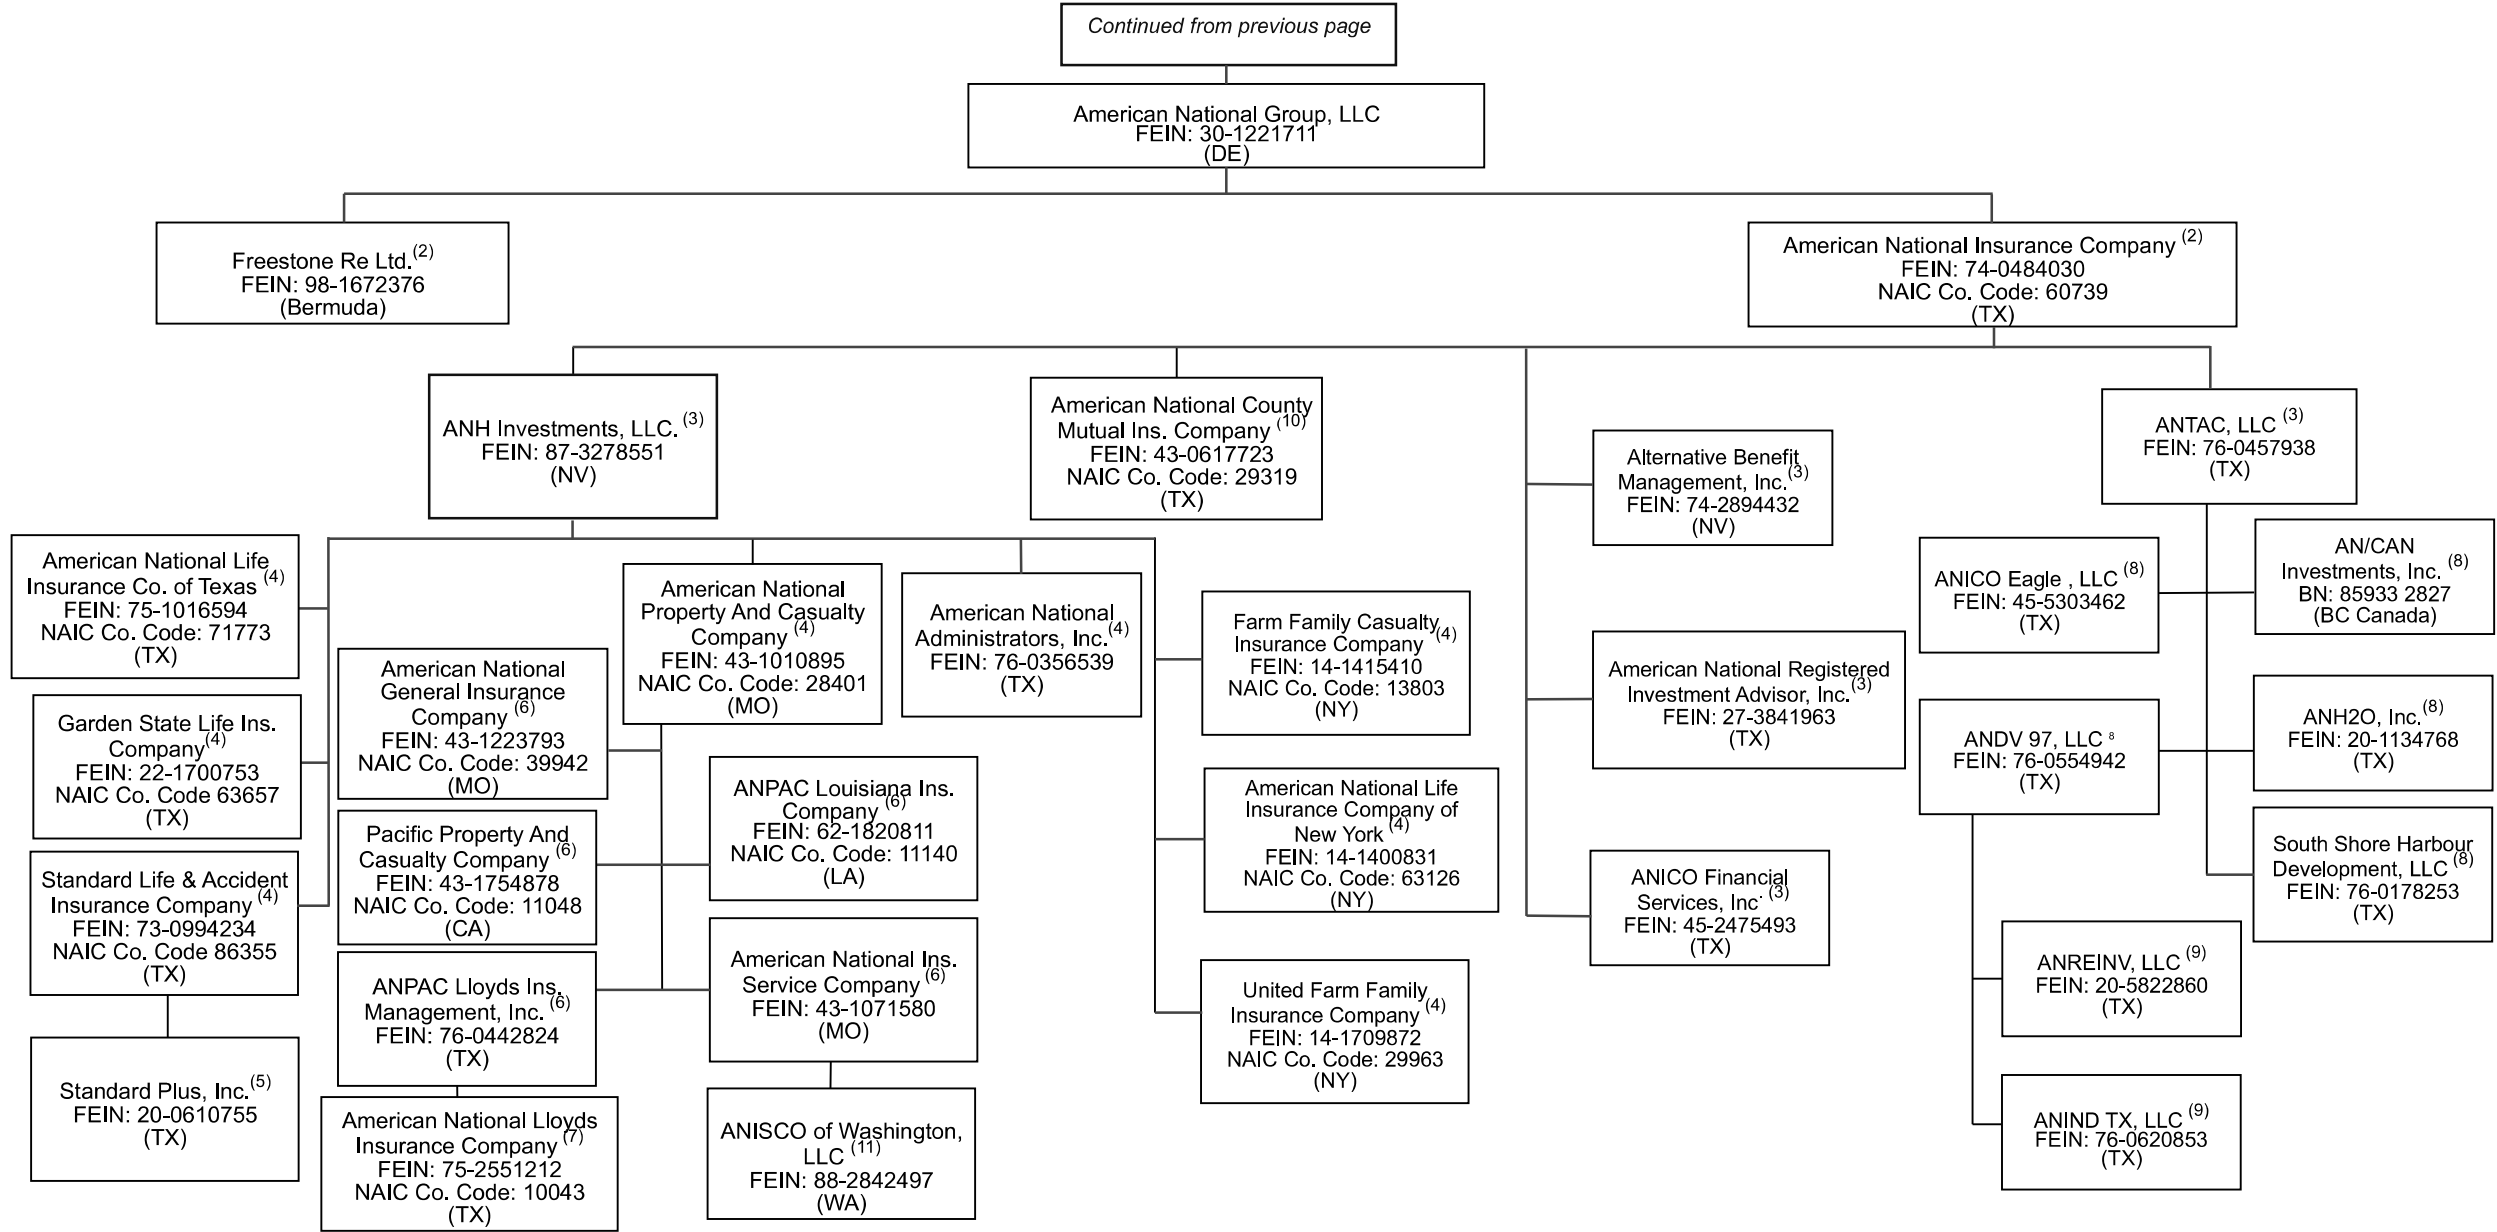 Continued from previous page
American National Group, LLC
FEIN: 30-1221711
(DE)
Freestone Re Ltd.(2)
FEIN: 98-1672376
(Bermuda)
American National Insurance Company (2)
FEIN: 74-0484030
NAIC Co. Code: 60739
(TX)
ANH Investments, LLC. (3)
FEIN: 87-3278551
(NV)
American National County
Mutual Ins. Company (10)
FEIN: 43-0617723
NAIC Co. Code: 29319
(TX)
Alternative Benefit
Management, Inc.(3)
FEIN: 74-2894432
(NV)
ANTAC, LLC (3)
FEIN: 76-0457938
(TX)
American National Life
Insurance Co. of Texas (4)
FEIN: 75-1016594
NAIC Co. Code: 71773
(TX)
American National
Property And Casualty
Company (4)
FEIN: 43-1010895
NAIC Co. Code: 28401
(MO)
American National
Administrators, Inc.(4)
FEIN: 76-0356539
(TX)
Farm Family Casualty
Insurance Company (4)
FEIN: 14-1415410
NAIC Co. Code: 13803
(NY)
ANICO Eagle , LLC (8)
FEIN: 45-5303462
(TX)
AN/CAN
Investments, Inc. (8)
BN: 85933 2827
(BC Canada)
American National
General Insurance
Company (6)
FEIN: 43-1223793
NAIC Co. Code: 39942
(MO)
American National Registered
Investment Advisor, Inc.(3)
FEIN: 27-3841963
(TX)
Garden State Life Ins.
Company(4)
FEIN: 22-1700753
NAIC Co. Code 63657
(TX)
ANDV 97, LLC 8
FEIN: 76-0554942
(TX)
ANH2O, Inc.(8)
FEIN: 20-1134768
(TX)
ANPAC Louisiana Ins.
Company (6)
FEIN: 62-1820811
NAIC Co. Code: 11140
(LA)
American National Life
Insurance Company of
New York (4)
FEIN: 14-1400831
NAIC Co. Code: 63126
(NY)
Pacific Property And
Casualty Company (6)
FEIN: 43-1754878
NAIC Co. Code: 11048
(CA)
South Shore Harbour
Development, LLC (8)
FEIN: 76-0178253
(TX)
Standard Life & Accident
Insurance Company (4)
FEIN: 73-0994234
NAIC Co. Code 86355
(TX)
ANICO Financial
Services, Inc. (3)
FEIN: 45-2475493
(TX)
ANPAC Lloyds Ins.
Management, Inc. (6)
FEIN: 76-0442824
(TX)
American National Ins.
Service Company (6)
FEIN: 43-1071580
(MO)
United Farm Family
Insurance Company (4)
FEIN: 14-1709872
NAIC Co. Code: 29963
(NY)
ANREINV, LLC (9)
FEIN: 20-5822860
(TX)
Standard Plus, Inc.(5)
FEIN: 20-0610755
(TX)
American National Lloyds
Insurance Company (7)
FEIN: 75-2551212
NAIC Co. Code: 10043
(TX)
ANISCO of Washington,
LLC (11)
FEIN: 88-2842497
(WA)
ANIND TX, LLC (9)
FEIN: 76-0620853
(TX)